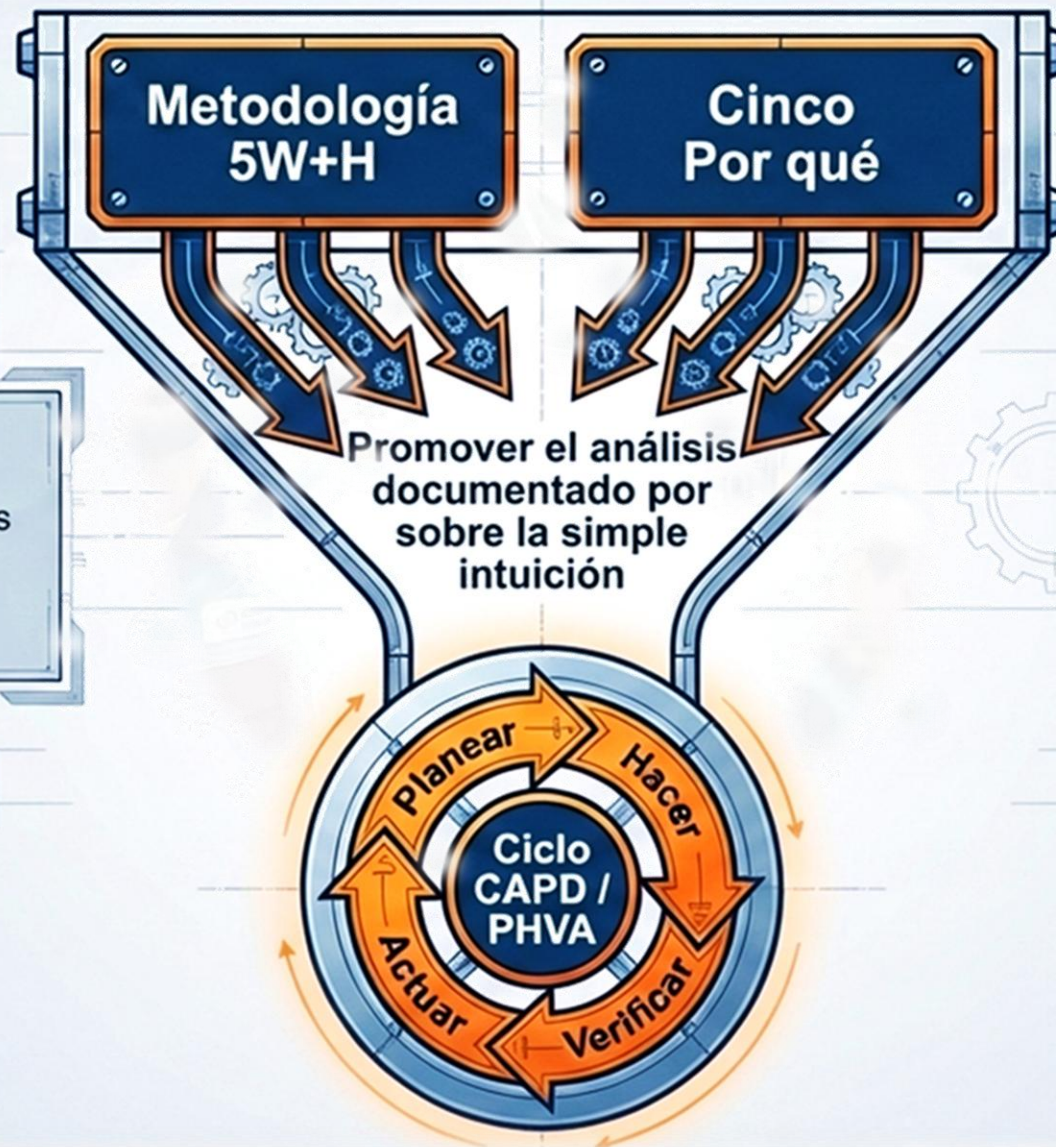 Metodología
5W+H
Cinco
Por qué
Promover el análisis
documentado por
sobre la simple
intuición
s
Planear
Hacer
Ciclo
CAPD /
PHVA
Actuar
Verificar